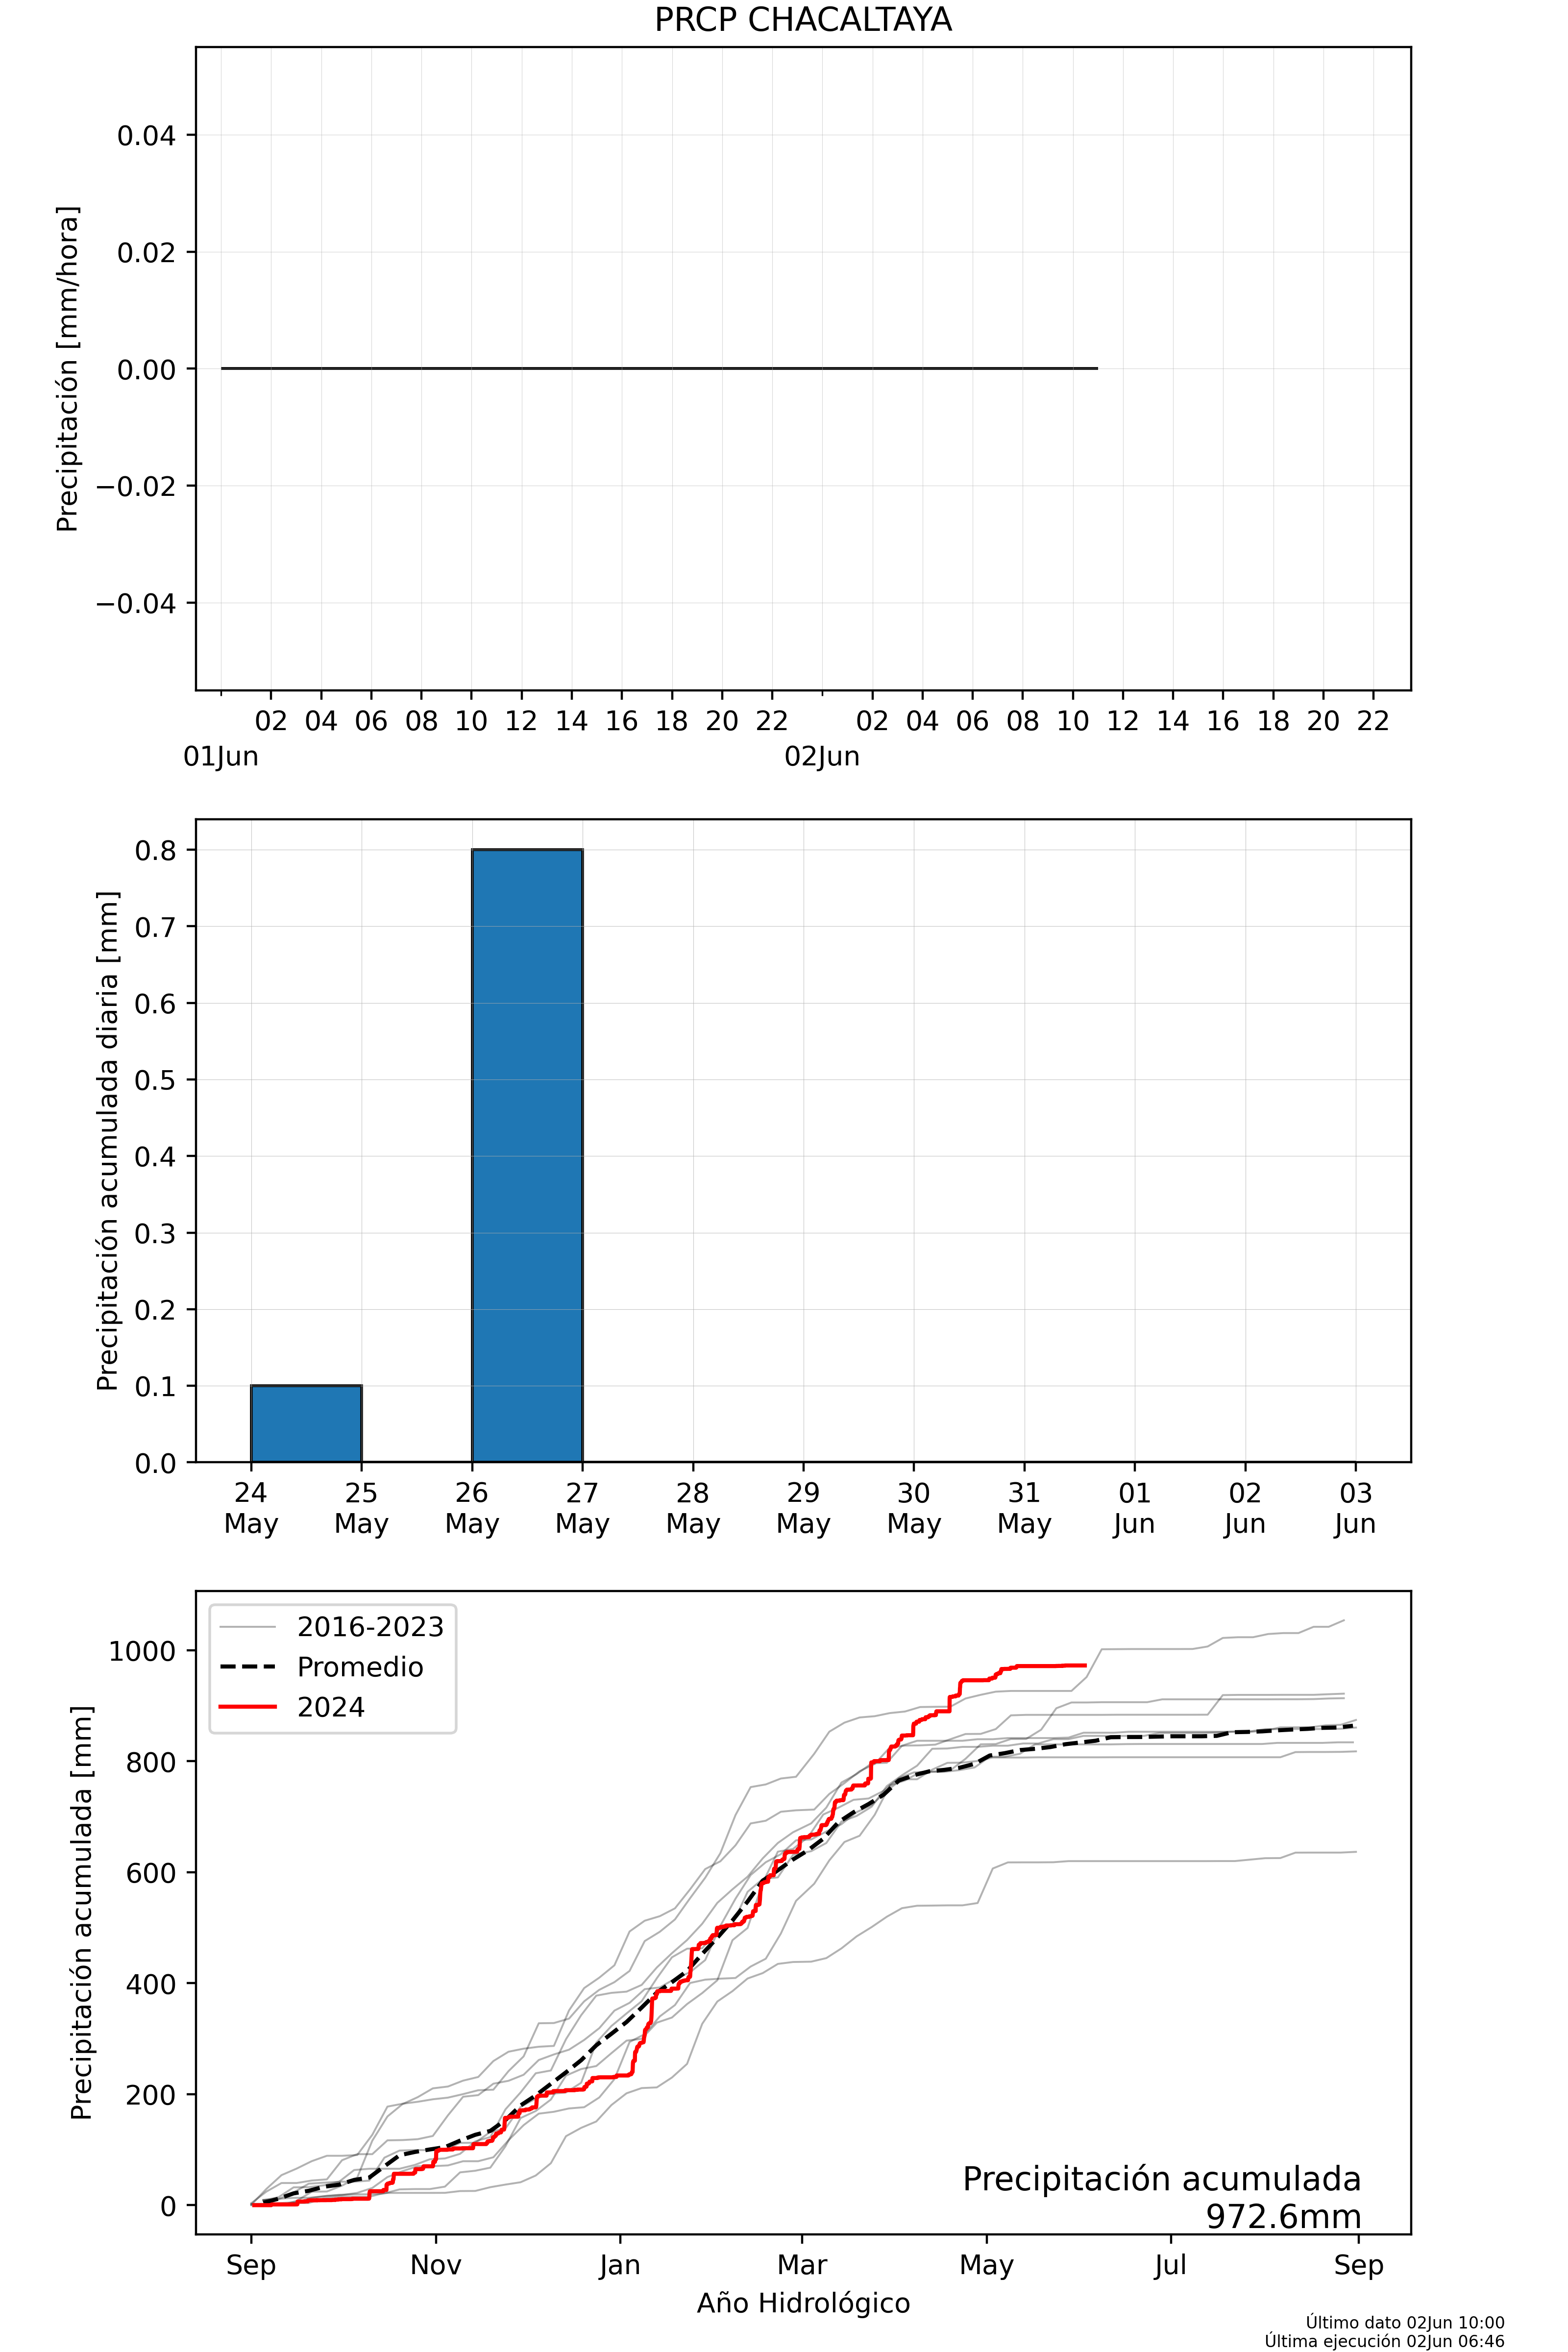 PRCP CHACALTAYA
Precipitación [mm/hora]
0.04
0.02
0.00
−0.02
−0.04
02 04 06 08 10 12 14 16 18 20 22 02 04 06 08 10 12 14 16 18 20 22
01Jun 02Jun
Precipitación acumulada diaria [mm]
0.8
0.7
0.6
0.5
0.4
0.3
0.2
0.1
0.0
24 25 26 27 28 29 30 31 01 02 03
May May May May May May May May Jun Jun Jun
Precipitación acumulada [mm]
2016-2023
Promedio
2024
1000
800
600
400
200
0
Precipitación acumulada
972.6mm
Sep Nov Jan Mar May Jul Sep
Año Hidrológico
Último dato 02Jun 10:00
Última ejecución 02Jun 06:46